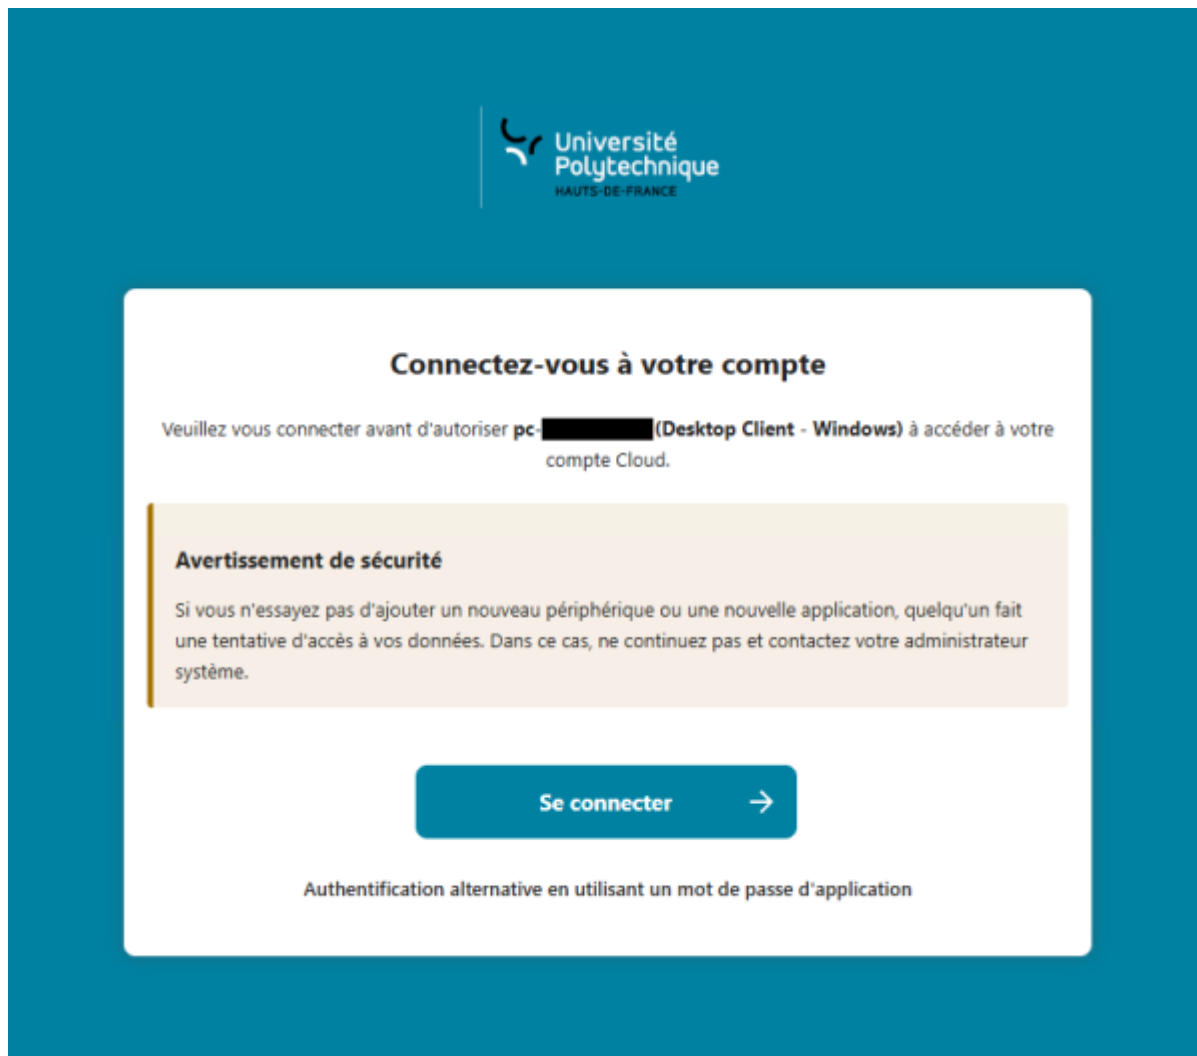 Université
Polytechnique
HAUTS-DE-FRANCE
Connectez-vous à votre compte
Veuillez vous connecter avant d'autoriser pc- (Desktop Client - Windows) à accéder à votre
compte Cloud.
Avertissement de sécurité
Si vous n'essayez pas d'ajouter un nouveau périphérique ou une nouvelle application, quelqu'un fait
une tentative d'accès à vos données. Dans ce cas, ne continuez pas et contactez votre administrateur
système.
Se connecter
Authentification alternative en utilisant un mot de passe d'application